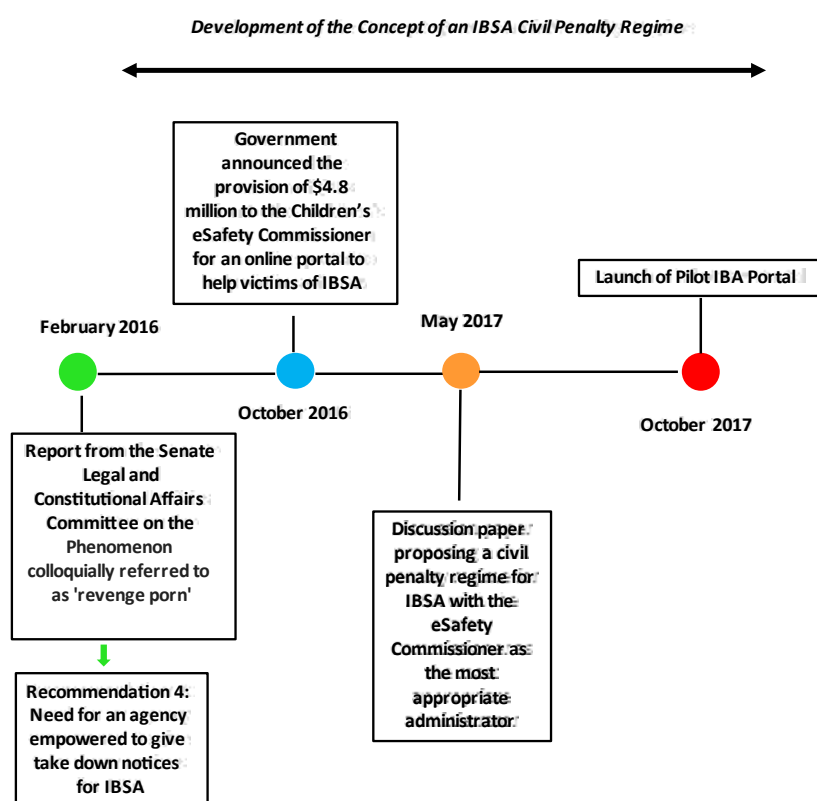 Development of the Concept of an IBSA Civil Penalty Regime
Government
announced the
provision of $4.8
million to the Children's
eSafety Commissioner
for an online portal to
help victims of IBSA
Launch of Pilot IBA Portal
February 2016
May 2017
October 2016
October 2017
Report from the Senate
Legal and
Constitutional Affairs
Committee on the
Phenomenon
colloquially referred to
as 'revenge porn'
Discussion paper
proposing a civil
penalty regime for
IBSA with the
eSafety
Commissioner as
the most
appropriate
administrator
Recommendation 4:
Need for an agency
empowered to give
take down notices
for IBSA